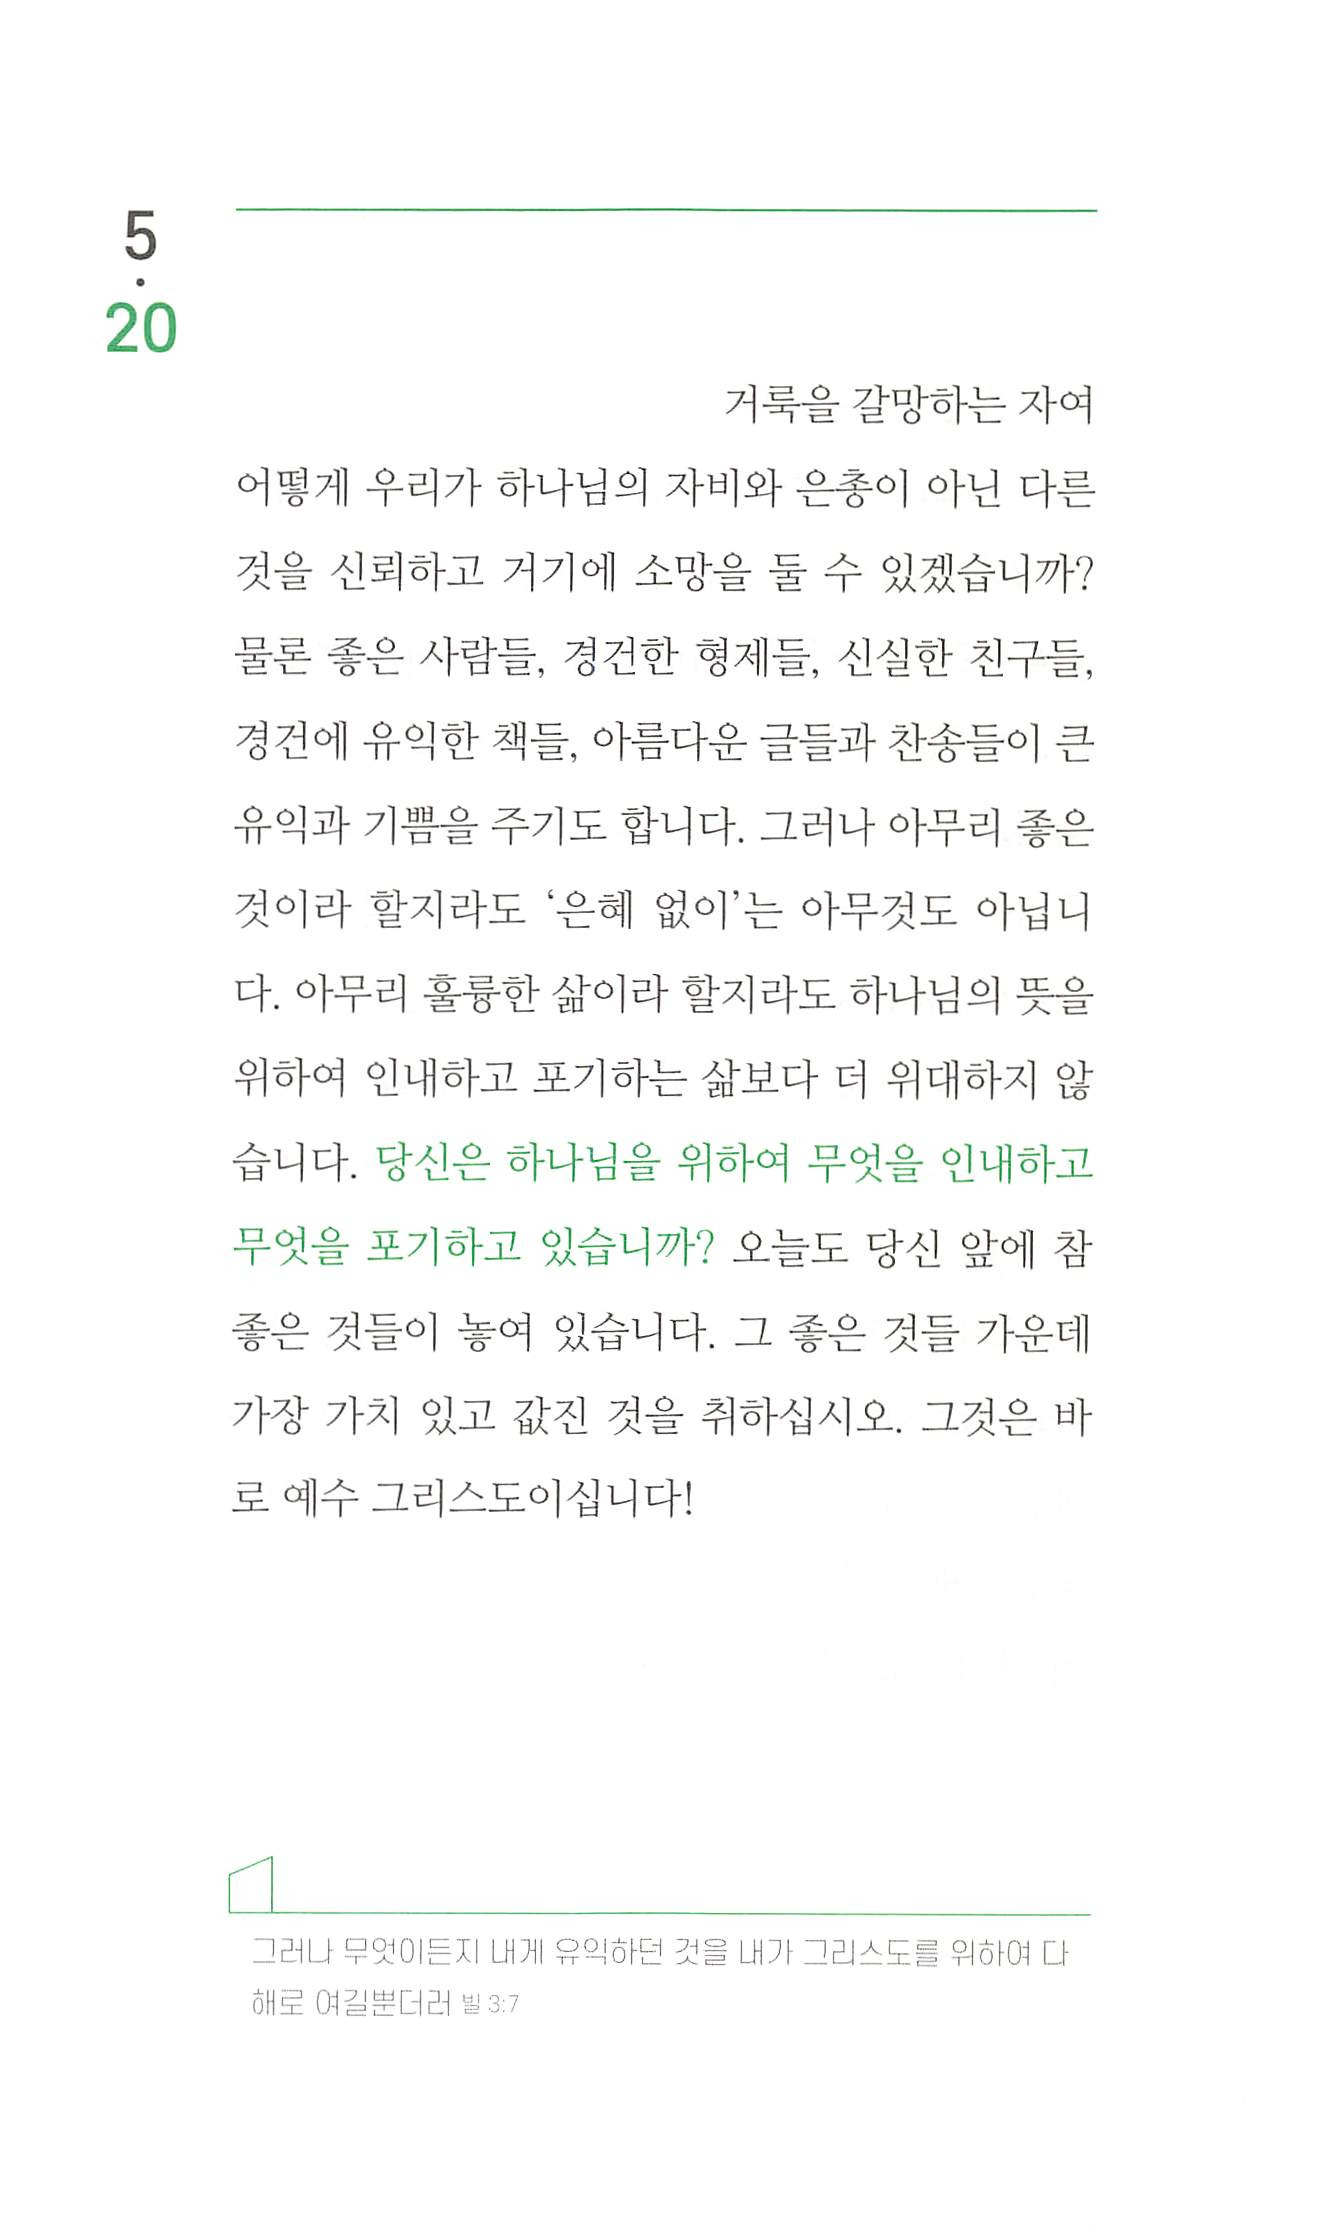 5
·
20
거룩을 갈망하는 자여
어떻게 우리가 하나님의 자비와 은총이 아닌 다른
것을 신뢰하고 거기에 소망을 둘 수 있겠습니까?
물론 좋은 사람들, 경건한 형제들, 신실한 친구들,
경건에 유익한 책들, 아름다운 글들과 찬송들이 큰
유익과 기쁨을 주기도 합니다. 그러나 아무리 좋은
것이라 할지라도 ‘은혜 없이’는 아무것도 아닙니
다. 아무리 훌륭한 삶이라 할지라도 하나님의 뜻을
위하여 인내하고 포기하는 삶보다 더 위대하지 않
습니다. 당신은 하나님을 위하여 무엇을 인내하고
무엇을 포기하고 있습니까? 오늘도 당신 앞에 참
좋은 것들이 놓여 있습니다. 그 좋은 것들 가운데
가장 가치 있고 값진 것을 취하십시오. 그것은 바
로 예수 그리스도이십니다!
그러나 무엇이든지 내게 유익하던 것을 내가 그리스도를 위하여 다
해로 여길뿐더러 빌 3:7